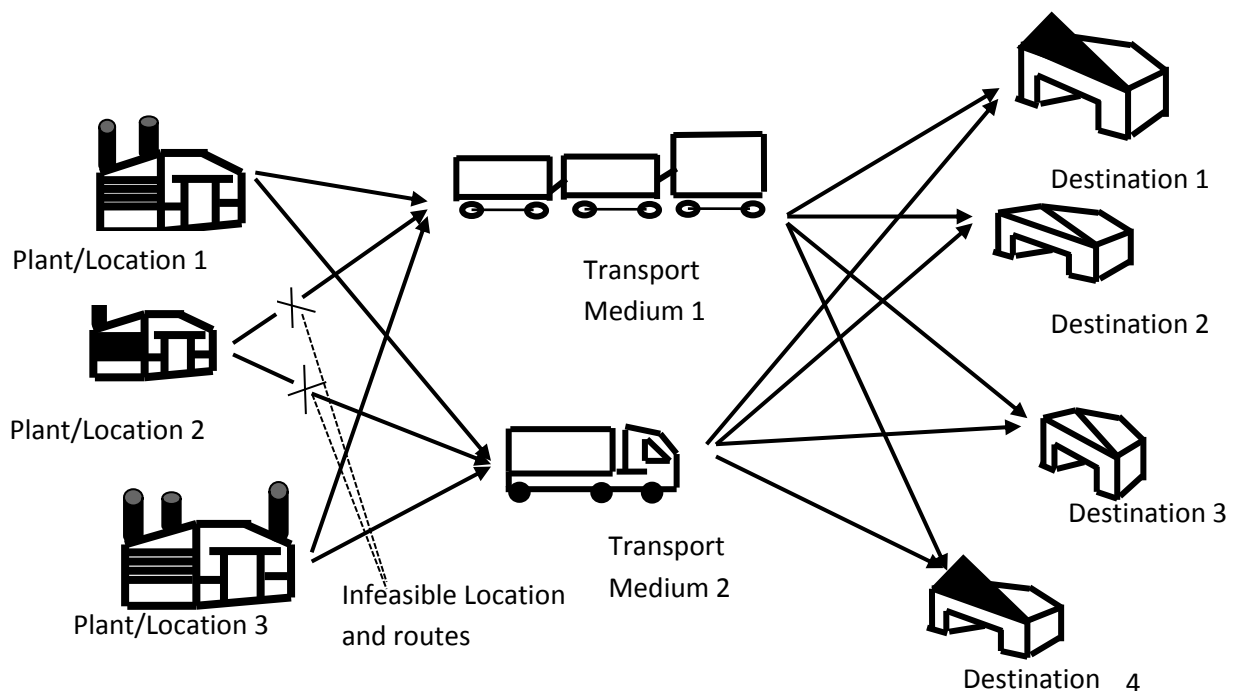 Plant/Location 1
Plant/Location 2
Plant/Location 3
Transport
Medium 1
Transport
Medium 2
Infeasible Location
and routes
Destination 1
Destination 2
Destination 3
Destination 4